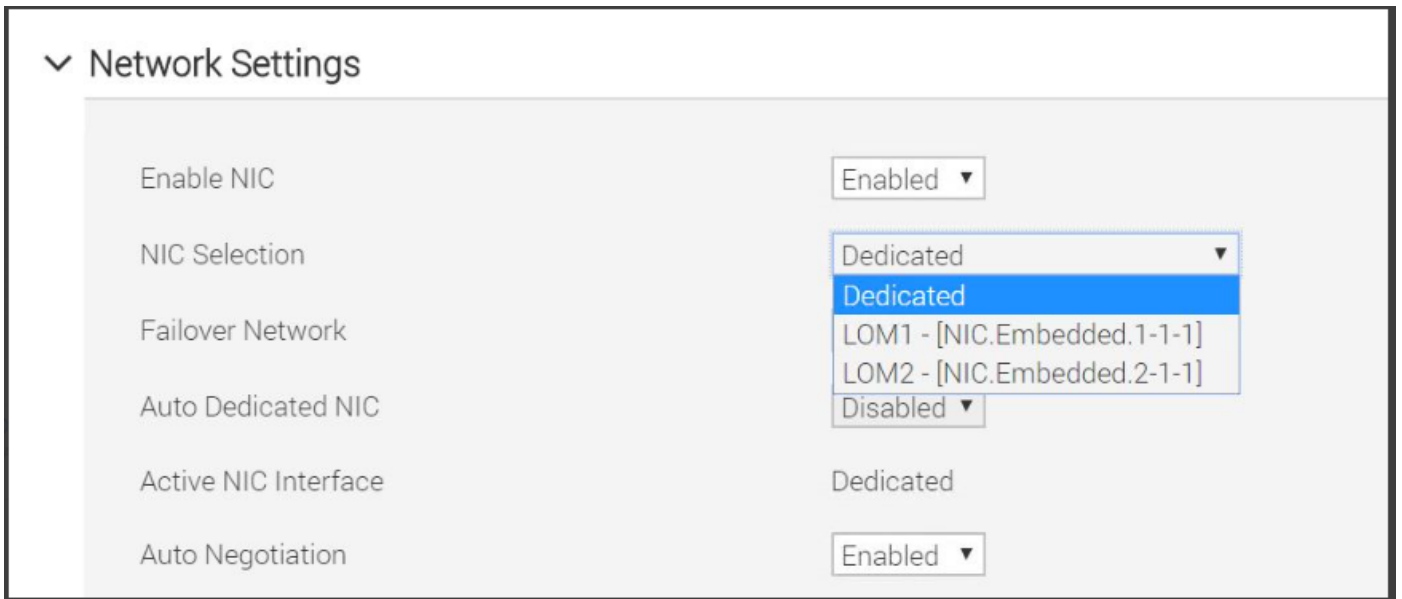 Network Settings
Enable NIC Enabled
NIC Selection Dedicated
Dedicated
Failover Network LOM1 - [NIC.Embedded.1-1-1]
LOM2 - [NIC.Embedded.2-1-1]
Auto Dedicated NIC Disabled
Active NIC Interface Dedicated
Auto Negotiation Enabled